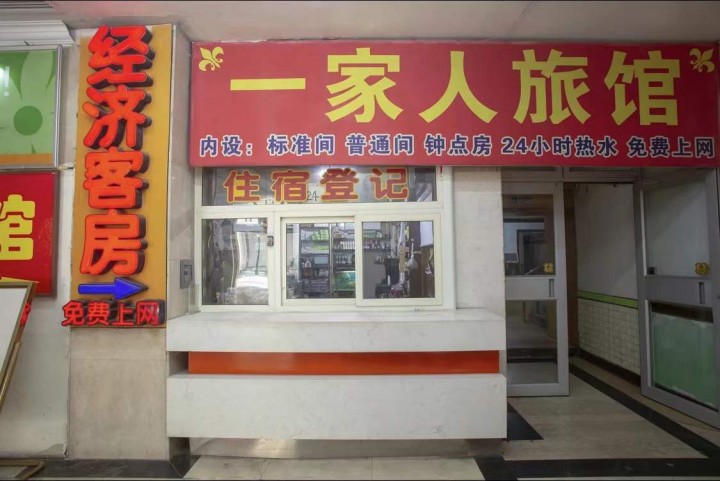 经济客房
免费上网
一家人旅馆
内设：标准间 普通间 钟点房 24小时热水 免费上网
住宿登记
24
馆